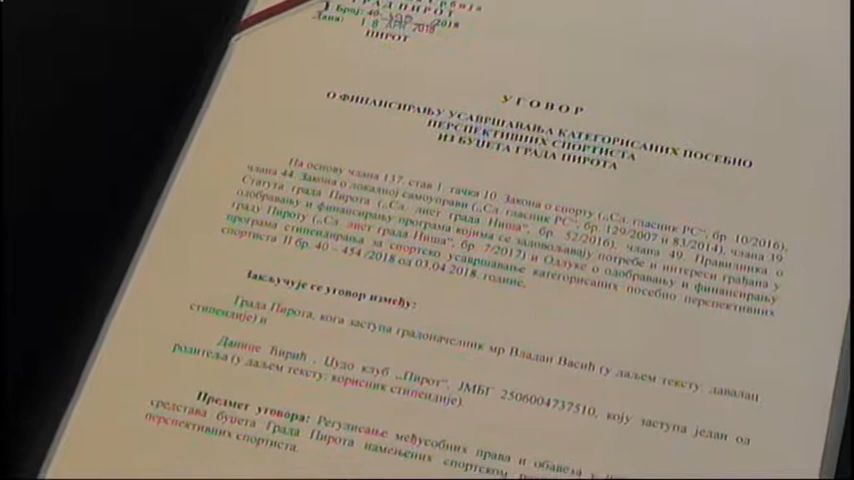 Број: 40- /2018
Дана: 18 АПР 2018
ПИРОТ
УГОВОР
О ФИНАНСИРАЊУ УСАВРШАВАЊА КАТЕГОРИСАНИХ ПОСЕБНО
ПЕРСПЕКТИВНИХ СПОРТИСТА
ИЗ БУЏЕТА ГРАДА ПИРОТА
На основу члана 137. став 1. тачка 10. Закона о спорту („Сл. гласник РС“, бр. 10/2016),
члана 44. Закона о локалној самоуправи („Сл. гласник РС“, бр. 129/2007 и 83/2014), члана 19.
Статута града Пирота („Сл. лист града Ниша“, бр. 52/2016), члана 49. Правилника о
одобравању и финансирању програма којима се задовољавају потребе и интереси грађана у
граду Пироту („Сл. лист града Ниша“, бр. 7/2017) и Одлуке о одобравању и финансирању
програма стипендирања за спортско усавршавање категорисаних посебно перспективних
спортиста II бр. 40 – 454 /2018 од 03.04.2018. године,
Закључује се уговор између:
Града Пирота, кога заступа градоначелник мр Владан Васић (у даљем тексту: давалац
стипендије) и
Данице Ћирић , Џудо клуб „Пирот“, ЈМБГ 2506004737510, коју заступа један од
родитеља (у даљем тексту: корисник стипендије).
Предмет уговора: Регулисање међусобних права и обавеза у
средстава буџета Града Пирота намењених спортском
перспективних спортиста.